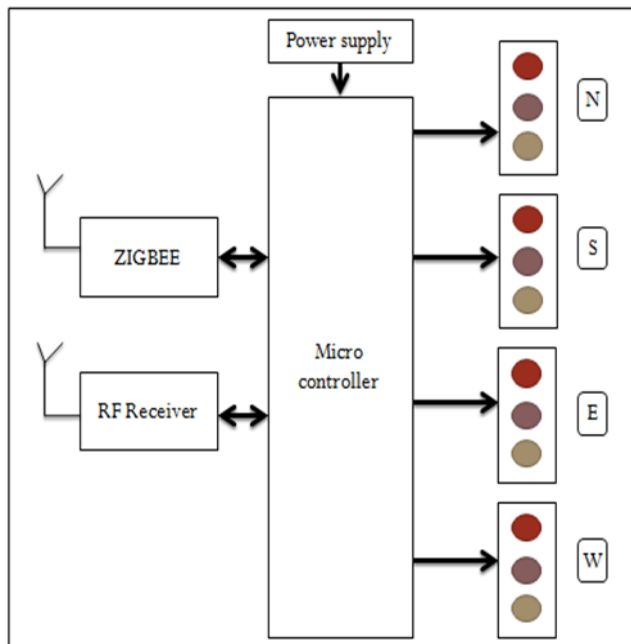 Power supply
N
ZIGBEE
S
Micro
controller
RF Receiver
E
W